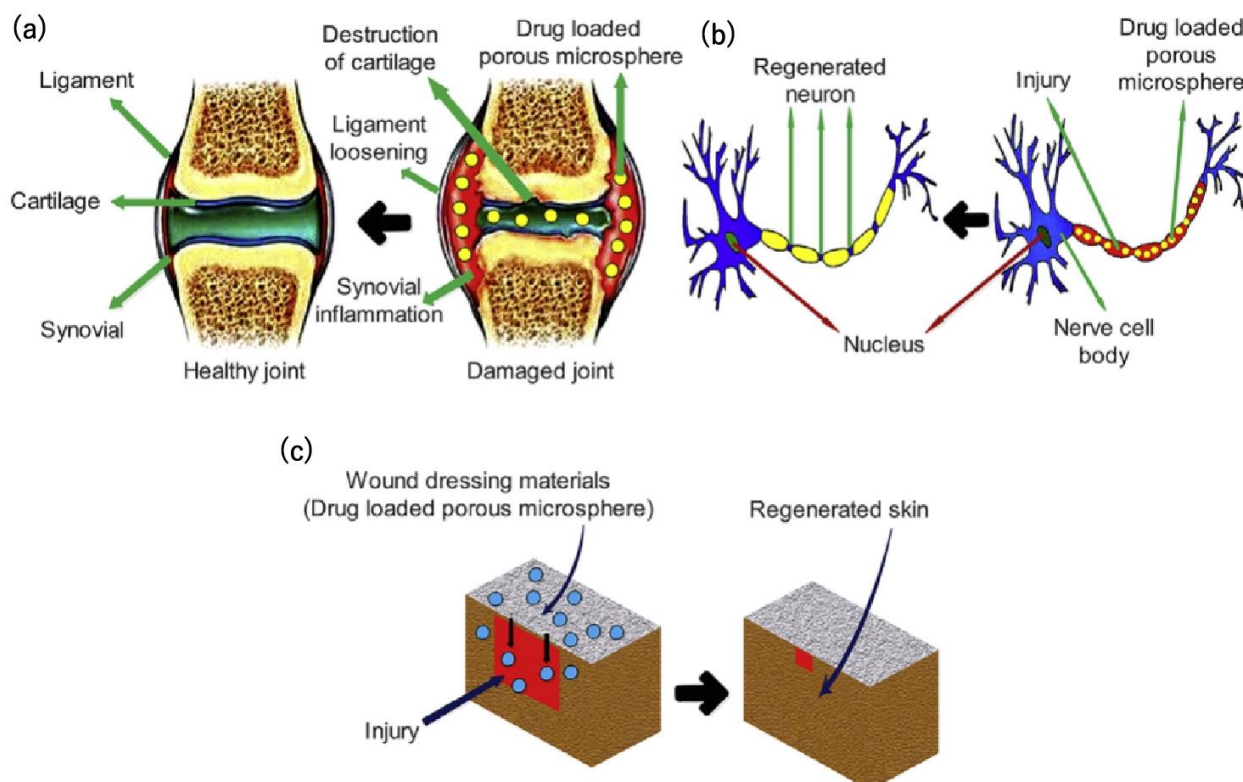 (a)
Ligament
Cartilage
Synovial
Healthy joint
Destruction
of cartilage
Drug loaded
porous microsphere
Ligament
loosening
Synovial
inflammation
Damaged joint
(b)
Regenerated
neuron
Injury
Drug loaded
porous
microsphere
Nucleus
Nerve cell
body
(c)
Wound dressing materials
(Drug loaded porous microsphere)
Injury
Regenerated skin